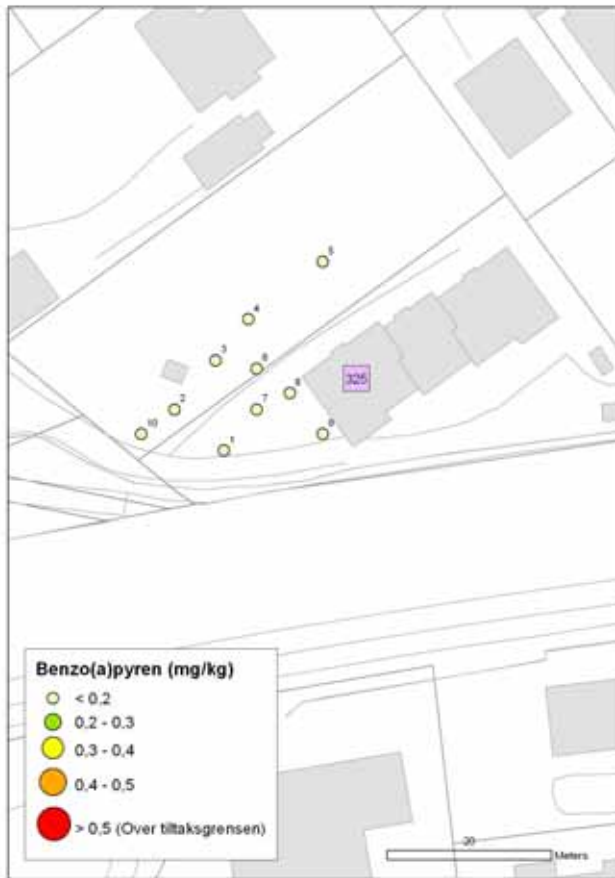 5
4
3
6
8
325
2
7
10
1
9
Benzo(a)pyren (mg/kg)
< 0,2
0,2 - 0,3
0,3 - 0,4
0,4 - 0,5
> 0,5 (Over tiltaksgrensen)
20
Meters